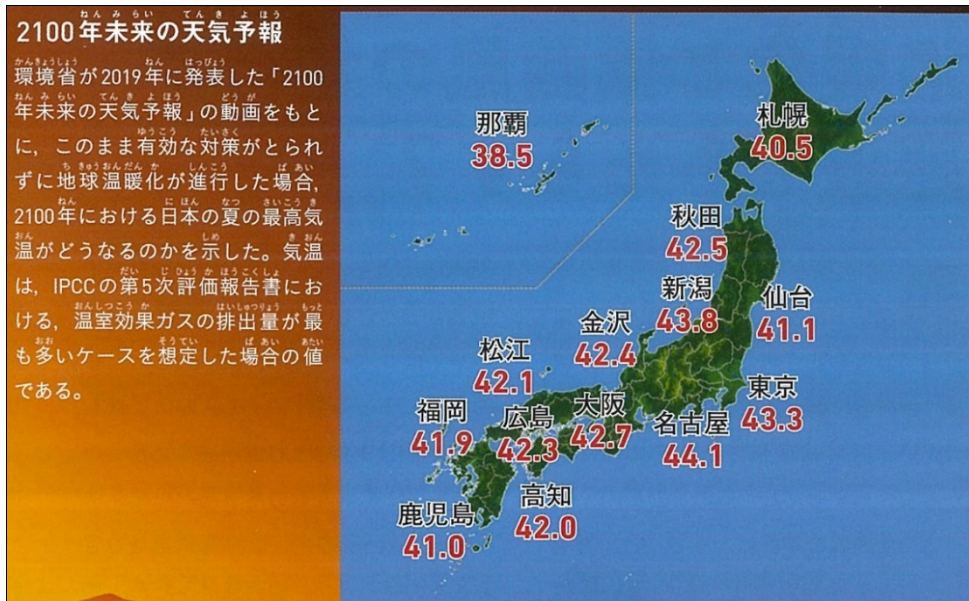 2100年未来の天気予報
環境省が2019年に発表した「2100
年未来の天気予報」の動画をもと
に，このまま有効な対策がとられ
ずに地球温暖化が進行した場合，
2100年における日本の夏の最高気
温がどうなるのかを示した。気温
は，IPCCの第5次評価報告書にお
ける，温室効果ガスの排出量が最
も多いケースを想定した場合の値
である。
那覇
38.5
札幌
40.5
秋田
42.5
新潟
43.8
仙台
41.1
金沢
42.4
松江
42.1
東京
43.3
福岡
41.9
広島
42.3
大阪
42.7
名古屋
44.1
高知
42.0
鹿児島
41.0